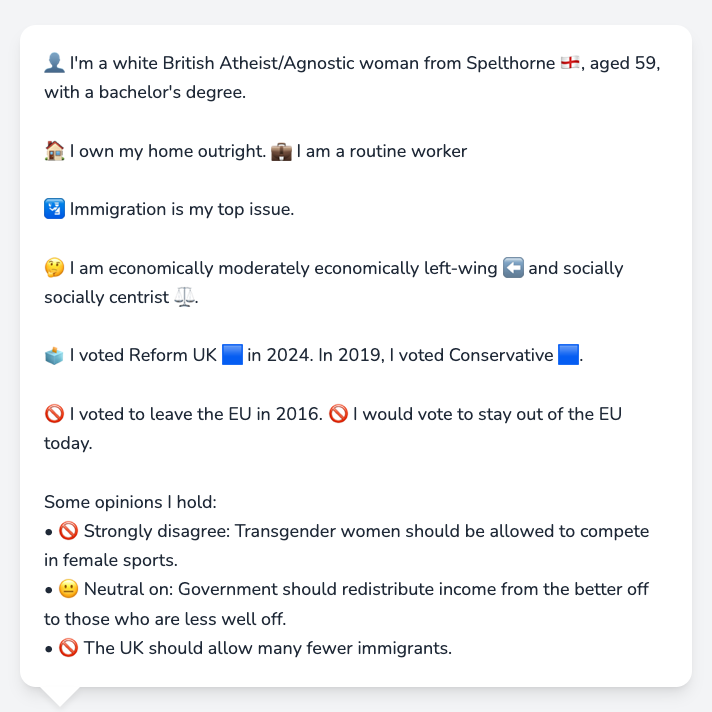 👤 I'm a white British Atheist/Agnostic woman from Spelthorne 🏴󠁧󠁢󠁥󠁮󠁧󠁿, aged 59,
with a bachelor's degree.
🏠 I own my home outright. 💼 I am a routine worker
🛂 Immigration is my top issue.
🤔 I am economically moderately economically left-wing ⬅️ and socially
socially centrist ⚖️.
🗳️ I voted Reform UK 🟦 in 2024. In 2019, I voted Conservative 🟦.
🚫 I voted to leave the EU in 2016. 🚫 I would vote to stay out of the EU
today.
Some opinions I hold:
• 🚫 Strongly disagree: Transgender women should be allowed to compete
in female sports.
• 😐 Neutral on: Government should redistribute income from the better off
to those who are less well off.
• 🚫 The UK should allow many fewer immigrants.